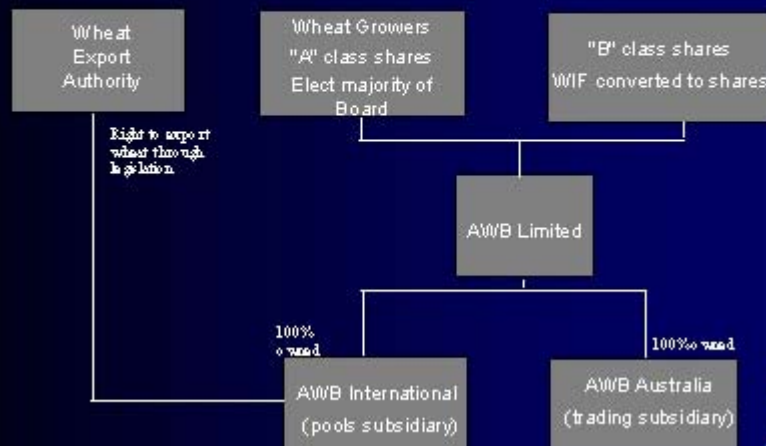 Wheat
Export
Authority
Wheat Growers
"A" class shares
Elect majority of
Board
"B" class shares
WIF converted to shares
Right to export
wheat through
legislation
AWB Limited
100%
owned
100% owned
AWB International
(pools subsidiary)
AWB Australia
(trading subsidiary)